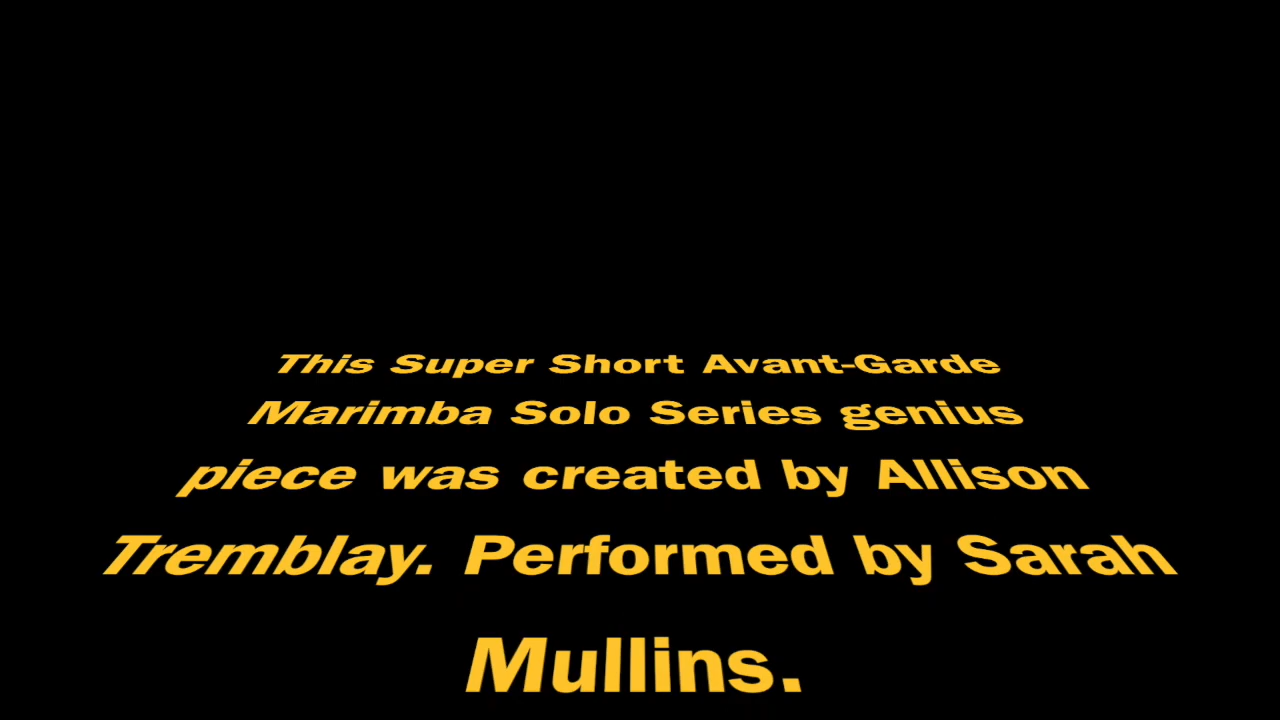 This Super Short Avant-Garde
Marimba Solo Series genius
piece was created by Allison
Tremblay. Performed by Sarah
Mullins.